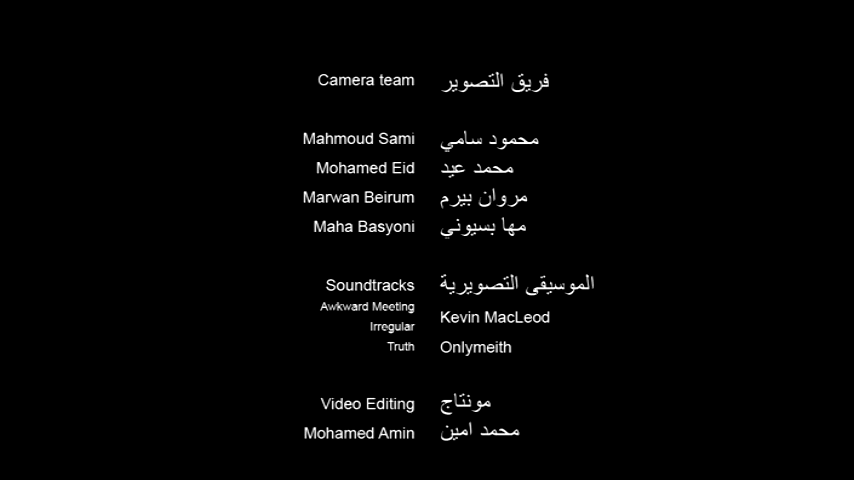 Camera team فريق التصوير
Mahmoud Sami محمود سامي
Mohamed Eid محمد عيد
Marwan Beirum مروان بيرم
Maha Basyoni مها بسيوني
Soundtracks الموسيقى التصويرية
Awkward Meeting
Irregular
Kevin MacLeod
Truth Onlymeith
Video Editing مونتاج
Mohamed Amin محمد امين